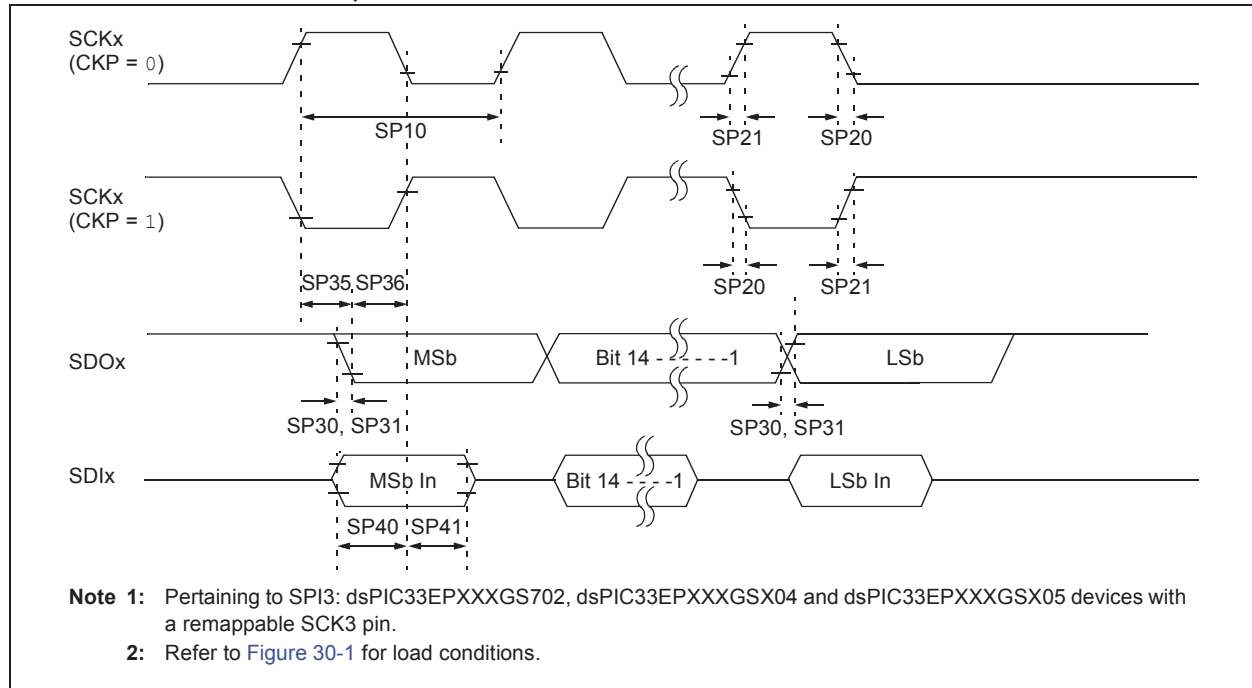 SCKx
(CKP = 0)
SP10
SP21
SP20
SCKx
(CKP = 1)
SP35
SP36
SP20
SP21
SDOx
MSb
Bit 14 - - - - - -1
LSb
SP30, SP31
SP30, SP31
SDIx
MSb In
Bit 14 - - - -1
LSb In
SP40
SP41
Note 1: Pertaining to SPI3: dsPIC33EPXXXGS702, dsPIC33EPXXXGSX04 and dsPIC33EPXXXGSX05 devices with
a remappable SCK3 pin.
2: Refer to Figure 30-1 for load conditions.